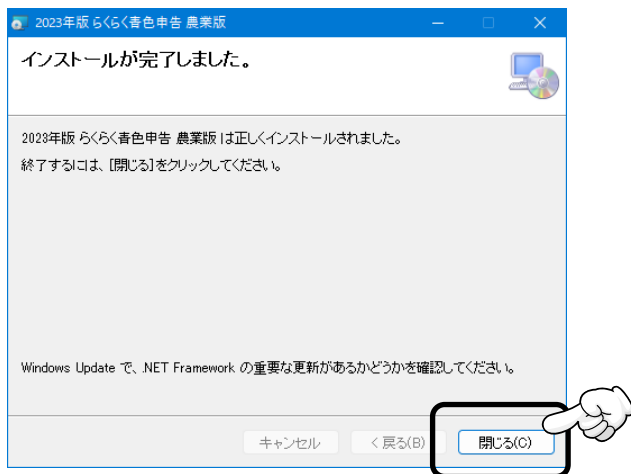 2023年版 らくらく青色申告 農業版
インストールが完了しました。
2023年版 らくらく青色申告 農業版 は正しくインストールされました。
終了するには、[閉じる]をクリックしてください。
Windows Update で、.NET Framework の重要な更新があるかどうかを確認してください。
キャンセル
< 戻る(B)
閉じる(C)